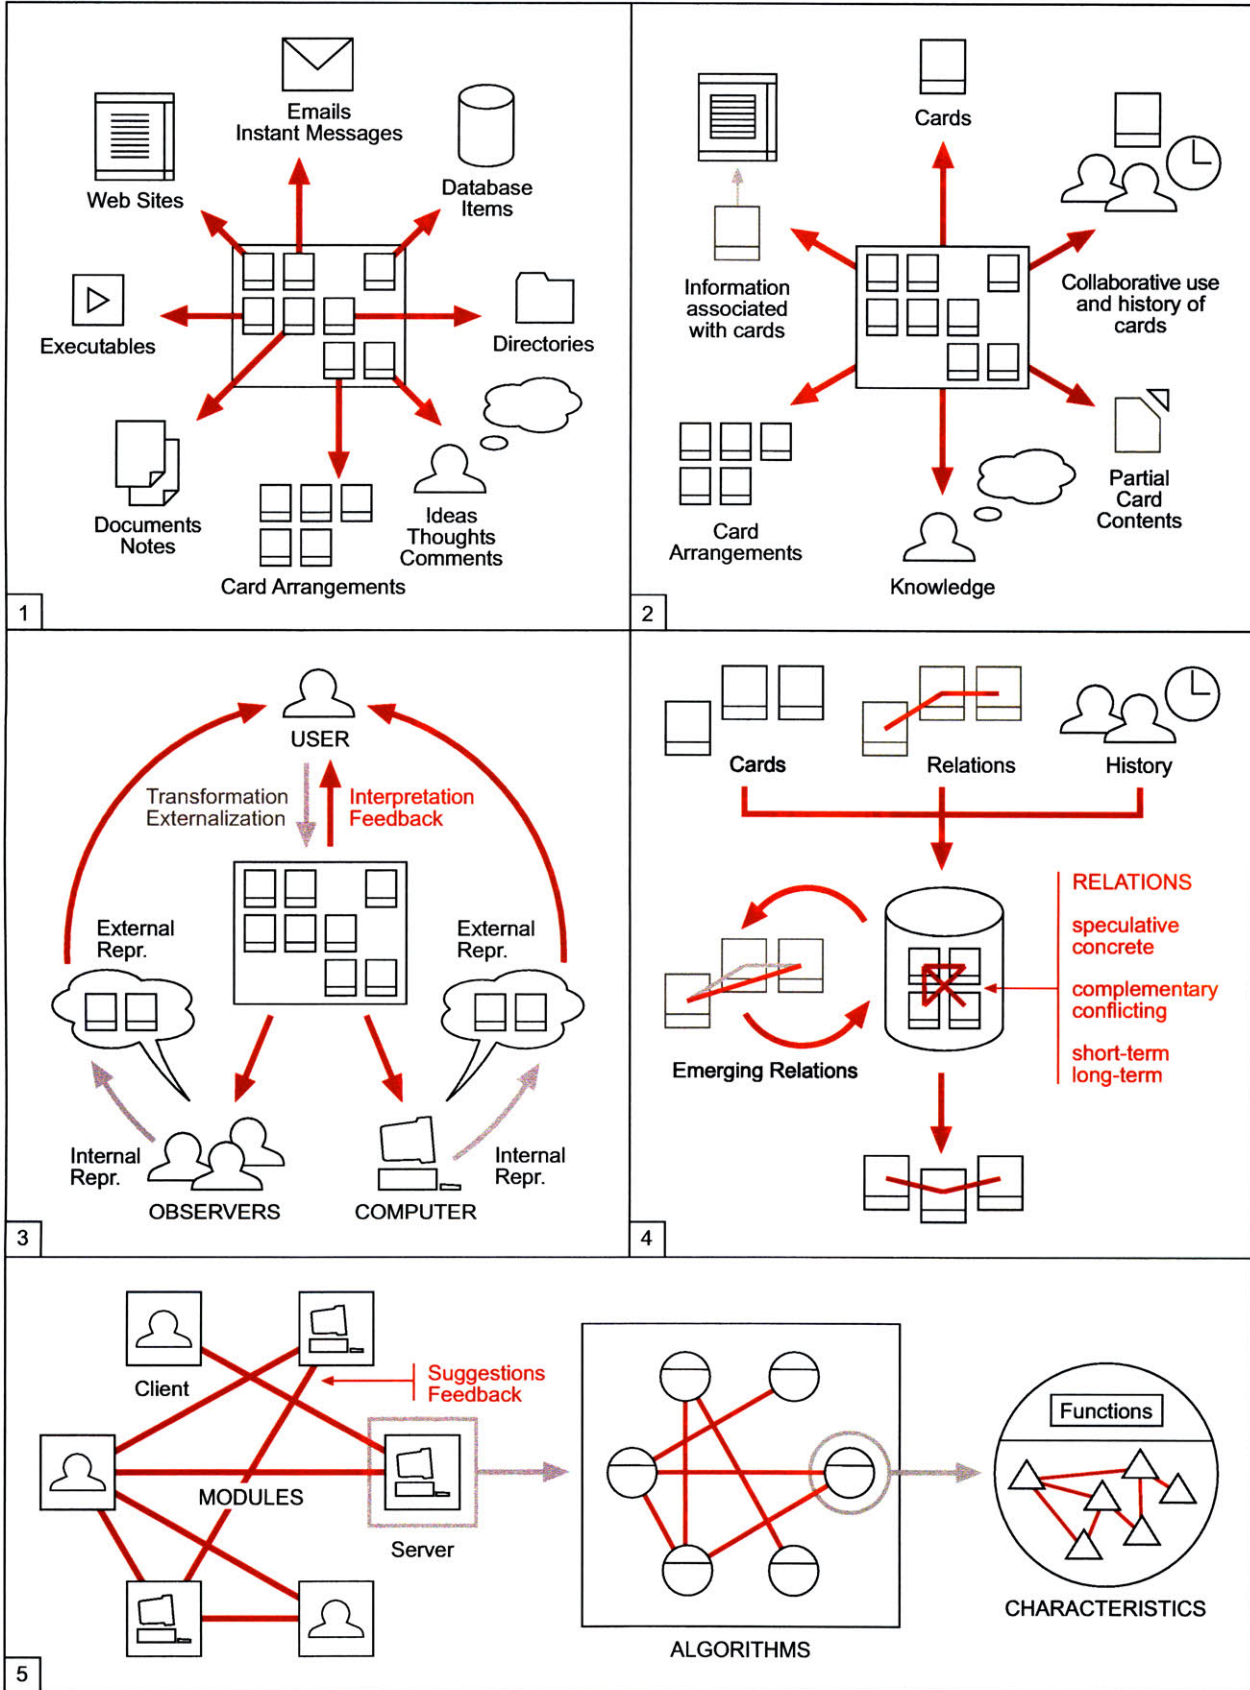 Emails
Instant Messages
Web Sites
Database
Items
Executables
Directories
Documents
Notes
Ideas
Thoughts
Comments
Card Arrangements
1
Cards
Information
associated
with cards
Collaborative use
and history of
cards
Card
Arrangements
Partial
Card
Contents
Knowledge
2
USER
Transformation
Externalization
Interpretation
Feedback
External
Repr.
External
Repr.
Internal
Repr.
Internal
Repr.
OBSERVERS
COMPUTER
3
Cards
Relations
History
RELATIONS
speculative
concrete
complementary
conflicting
short-term
long-term
Emerging Relations
4
Client
Suggestions
Feedback
MODULES
Server
ALGORITHMS
Functions
CHARACTERISTICS
5